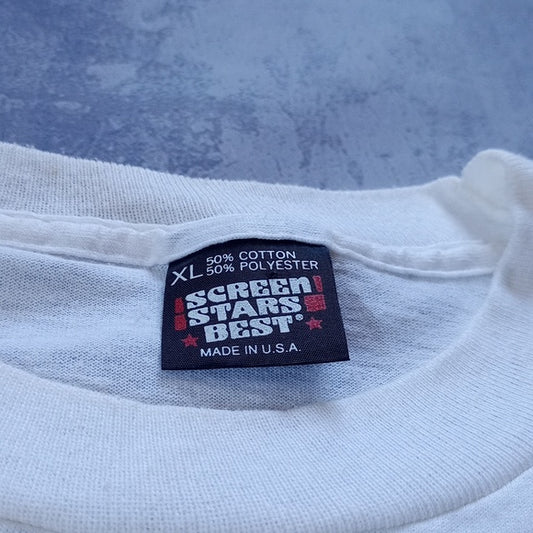 XL 50% COTTON
50% POLYESTER
SCREEN
STARS
BEST®
MADE IN U.S.A.